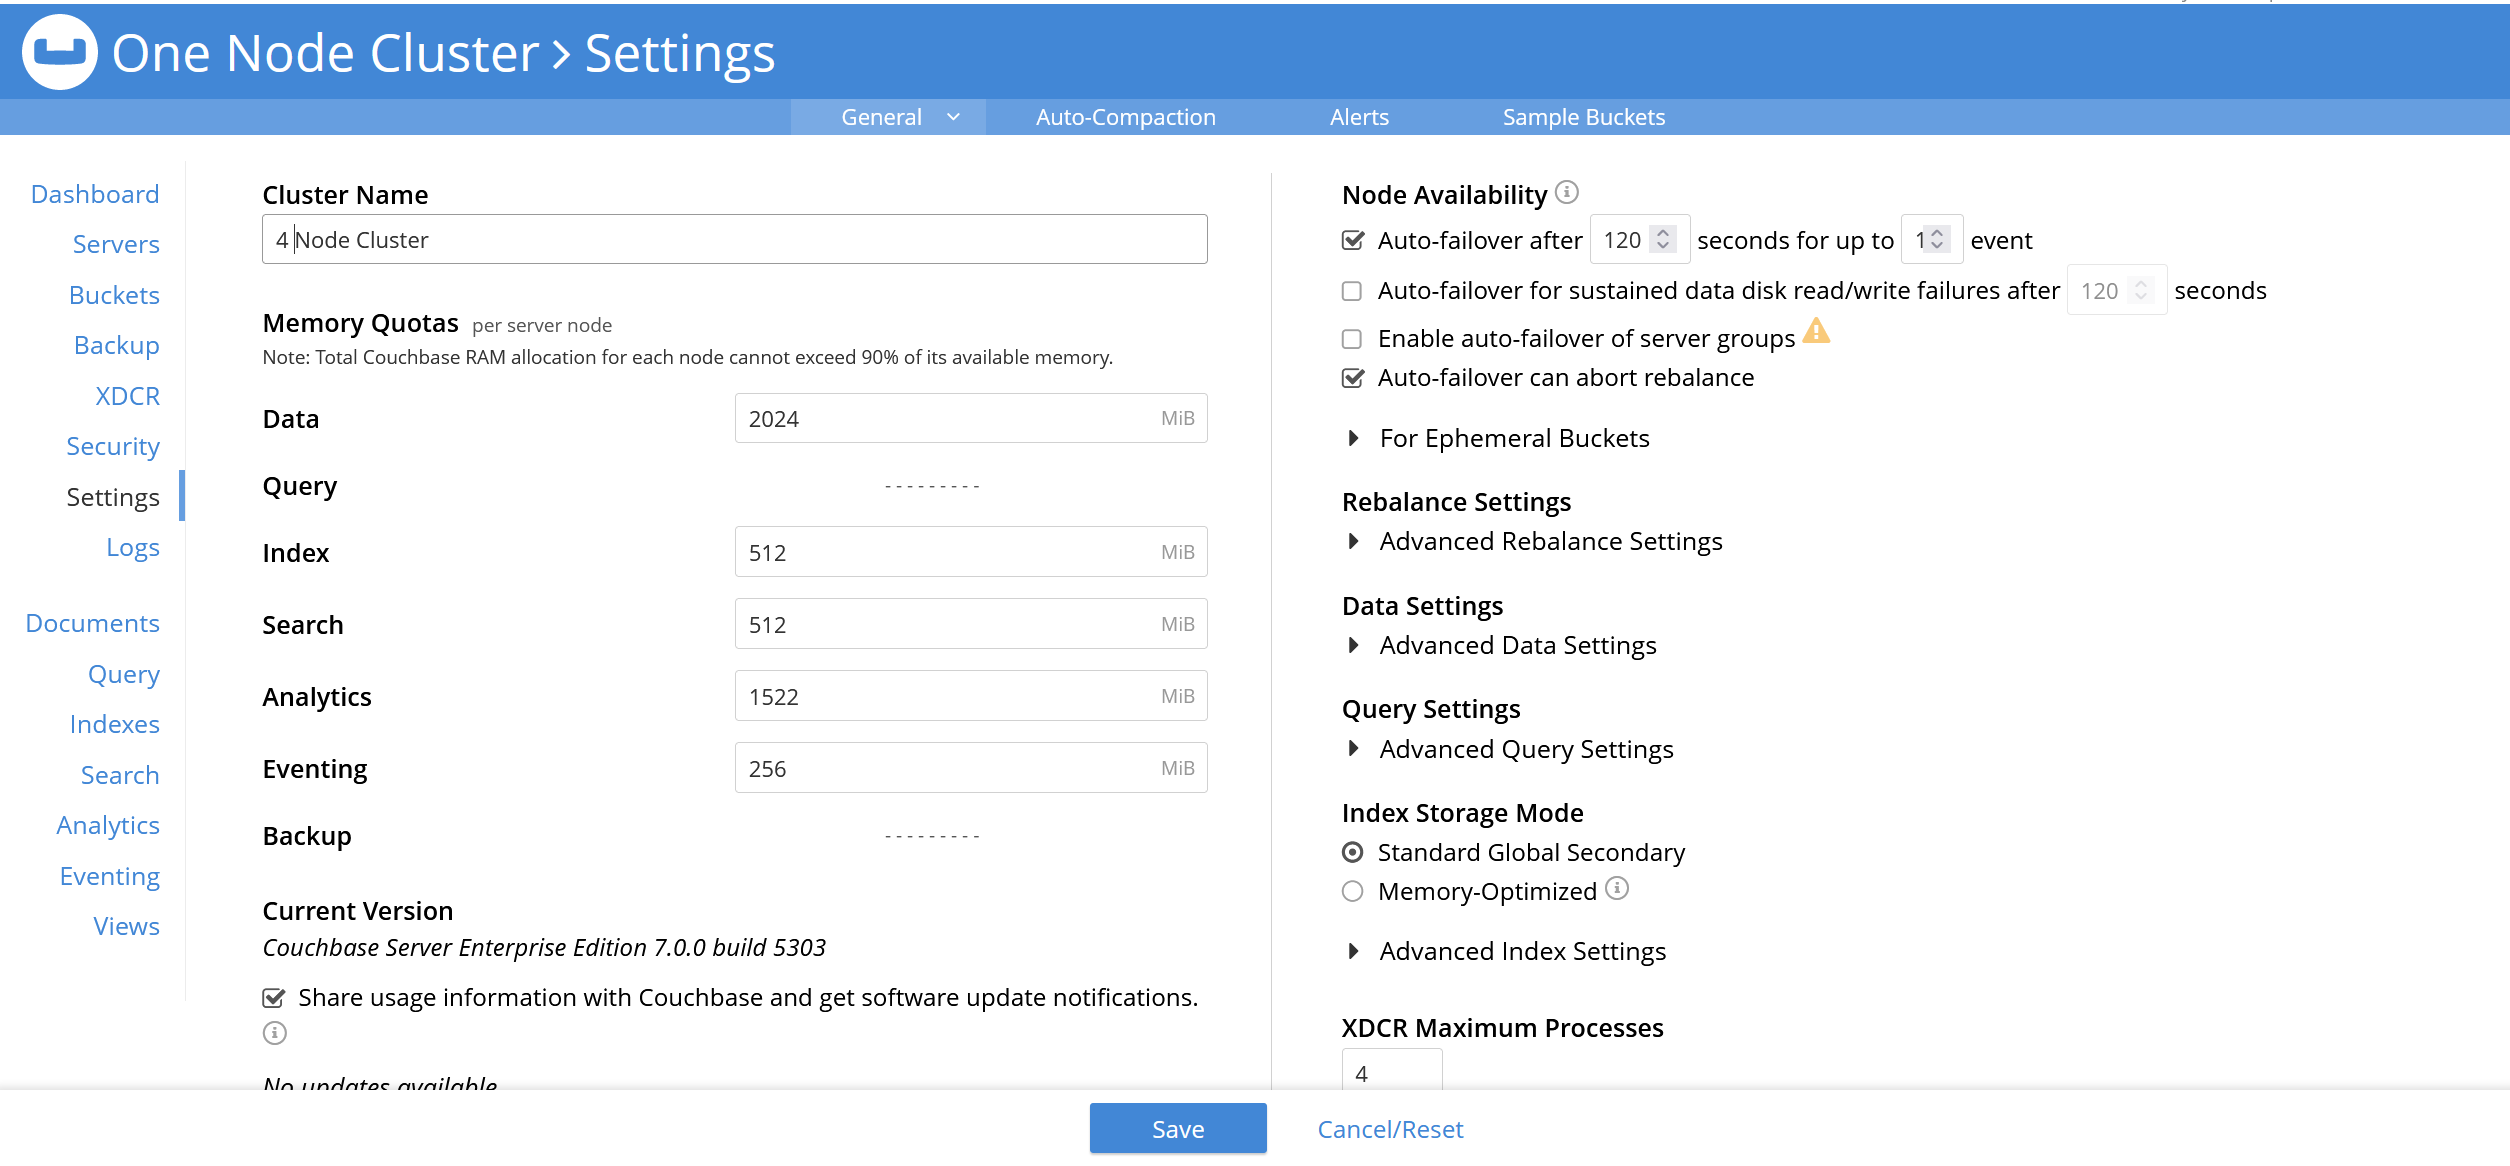 One Node Cluster > Settings
General
Auto-Compaction
Alerts
Sample Buckets
Dashboard
Servers
Buckets
Backup
XDCR
Security
Settings
Logs
Documents
Query
Indexes
Search
Analytics
Eventing
Views
Cluster Name
4 Node Cluster
Memory Quotas per server node
Note: Total Couchbase RAM allocation for each node cannot exceed 90% of its available memory.
Data 2024 MiB
Query ---------
Index 512 MiB
Search 512 MiB
Analytics 1522 MiB
Eventing 256 MiB
Backup ---------
Current Version
Couchbase Server Enterprise Edition 7.0.0 build 5303
Share usage information with Couchbase and get software update notifications.
No updates available
Node Availability
Auto-failover after 120 seconds for up to 1 event
Auto-failover for sustained data disk read/write failures after 120 seconds
Enable auto-failover of server groups
Auto-failover can abort rebalance
For Ephemeral Buckets
Rebalance Settings
Advanced Rebalance Settings
Data Settings
Advanced Data Settings
Query Settings
Advanced Query Settings
Index Storage Mode
Standard Global Secondary
Memory-Optimized
Advanced Index Settings
XDCR Maximum Processes
4
Save
Cancel/Reset